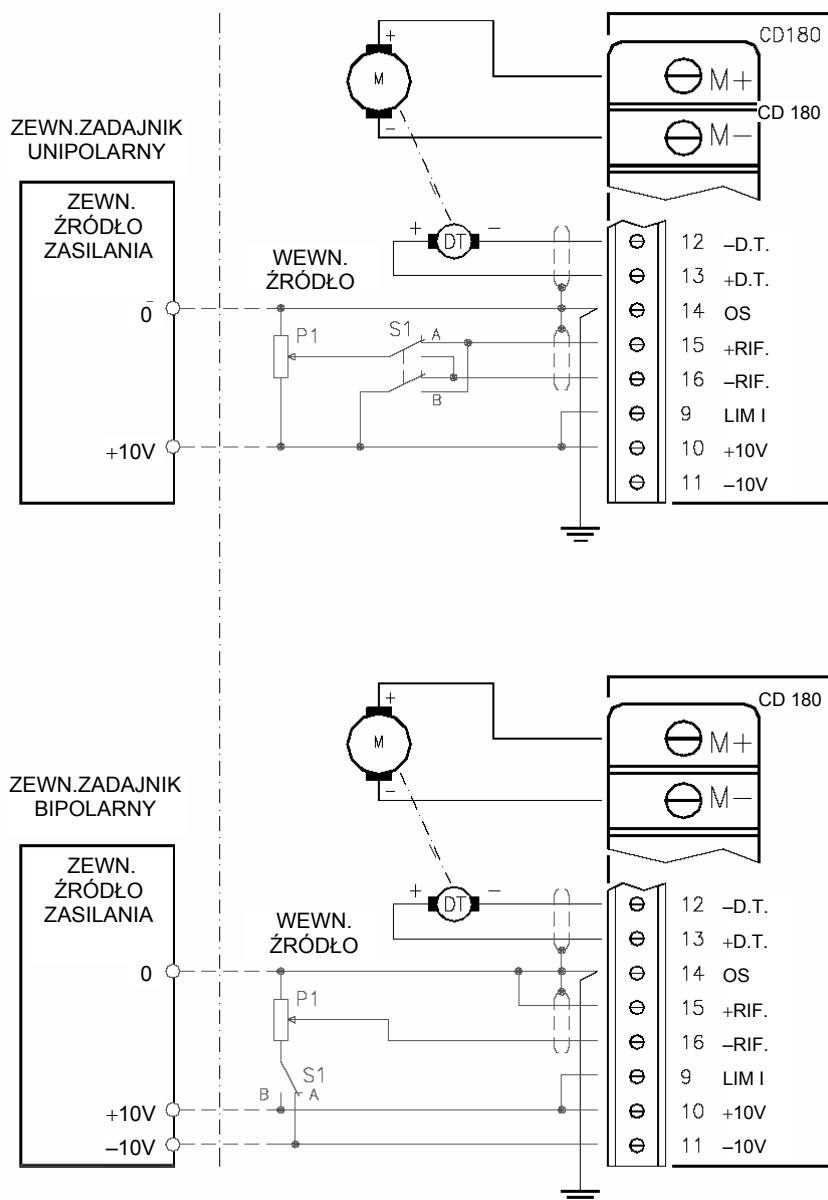 CD180
+
M
M+
CD 180
–
M–
ZEWN.ZADAJNIK
UNIPOLARNY
ZEWN.
ŹRÓDŁO
ZASILANIA
WEWN.
ŹRÓDŁO
+ DT –
12 –D.T.
13 +D.T.
0
14 OS
P1
S1
A
15 +RIF.
16 –RIF.
B
9 LIM I
+10V
10 +10V
11 –10V
CD 180
+
M
M+
–
M–
ZEWN.ZADAJNIK
BIPOLARNY
ZEWN.
ŹRÓDŁO
ZASILANIA
WEWN.
ŹRÓDŁO
+ DT –
12 –D.T.
13 +D.T.
0
14 OS
P1
15 +RIF.
16 –RIF.
S1
B A
9 LIM I
+10V
10 +10V
–10V
11 –10V